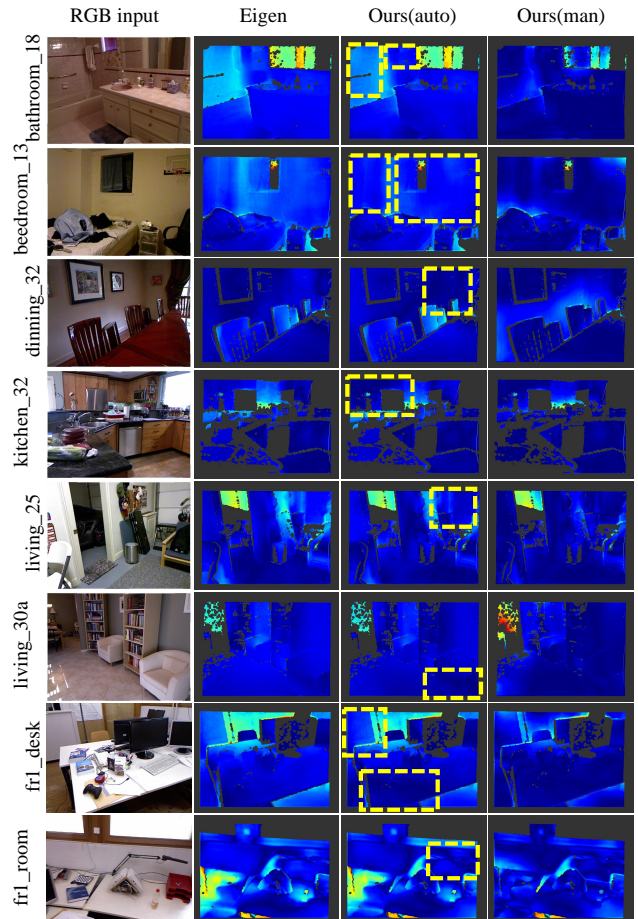 RGB input Eigen Ours(auto) Ours(man)
bathroom_18
beedroom_13
dinning_32
kitchen_32
living_25
living_30a
fr1_desk
fr1_room